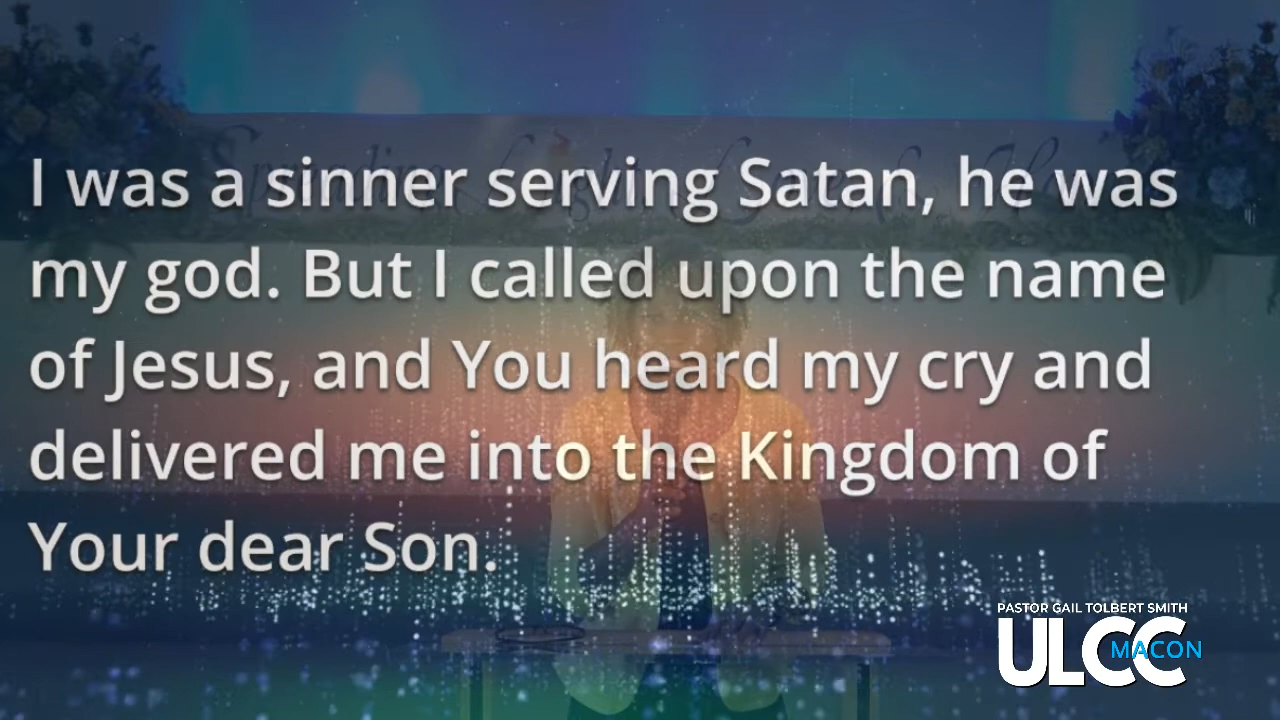 Spreading
I was a sinner serving Satan, he was
my god. But I called upon the name
of Jesus, and You heard my cry and
delivered me into the Kingdom of
Your dear Son.
PASTOR GAIL TOLBERT SMITH
ULCC
MACON